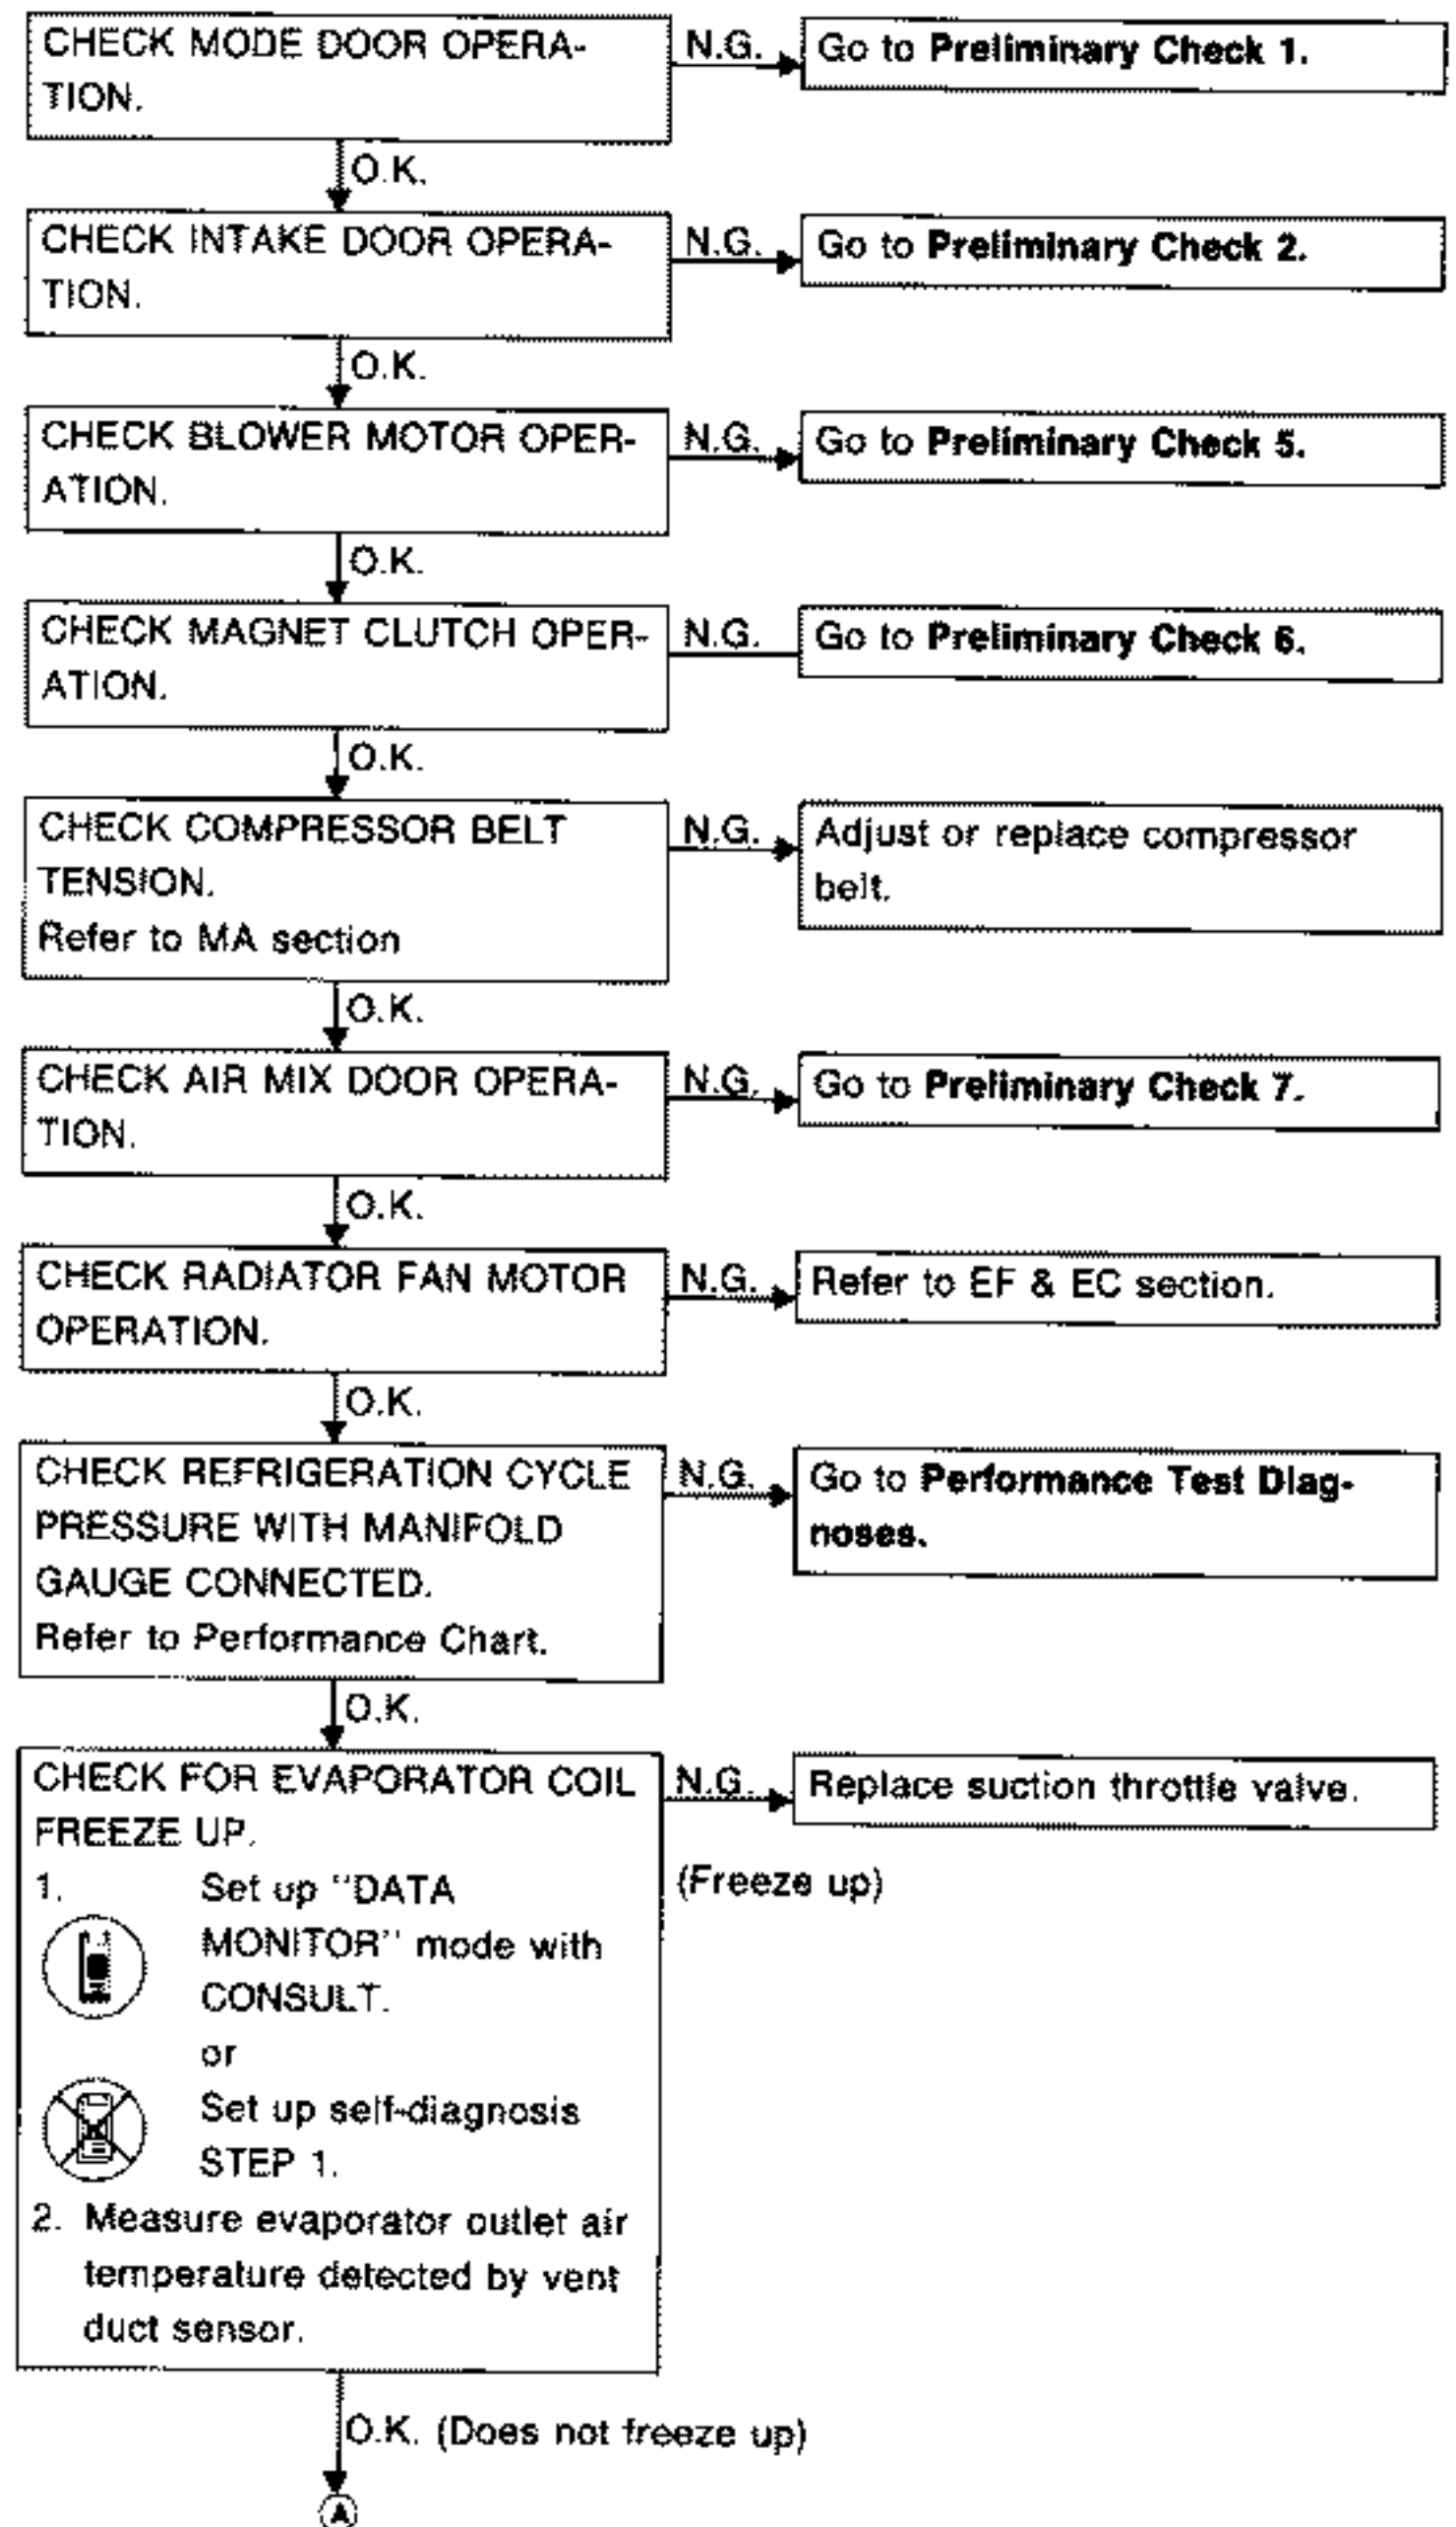 CHECK MODE DOOR OPERA-
TION.
N.G.
Go to Preliminary Check 1.
O.K.
CHECK INTAKE DOOR OPERA-
TION.
N.G.
Go to Preliminary Check 2.
O.K.
CHECK BLOWER MOTOR OPER-
ATION.
N.G.
Go to Preliminary Check 5.
O.K.
CHECK MAGNET CLUTCH OPER-
ATION.
N.G.
Go to Preliminary Check 6.
O.K.
CHECK COMPRESSOR BELT
TENSION.
Refer to MA section
N.G.
Adjust or replace compressor
belt.
O.K.
CHECK AIR MIX DOOR OPERA-
TION.
N.G.
Go to Preliminary Check 7.
O.K.
CHECK RADIATOR FAN MOTOR
OPERATION.
N.G.
Refer to EF & EC section.
O.K.
CHECK REFRIGERATION CYCLE
PRESSURE WITH MANIFOLD
GAUGE CONNECTED.
Refer to Performance Chart.
N.G.
Go to Performance Test Diag-
noses.
O.K.
CHECK FOR EVAPORATOR COIL
FREEZE UP.
1. Set up "DATA
MONITOR" mode with
CONSULT.
or
Set up self-diagnosis
STEP 1.
2. Measure evaporator outlet air
temperature detected by vent
duct sensor.
N.G.
(Freeze up)
Replace suction throttle valve.
O.K. (Does not freeze up)
A